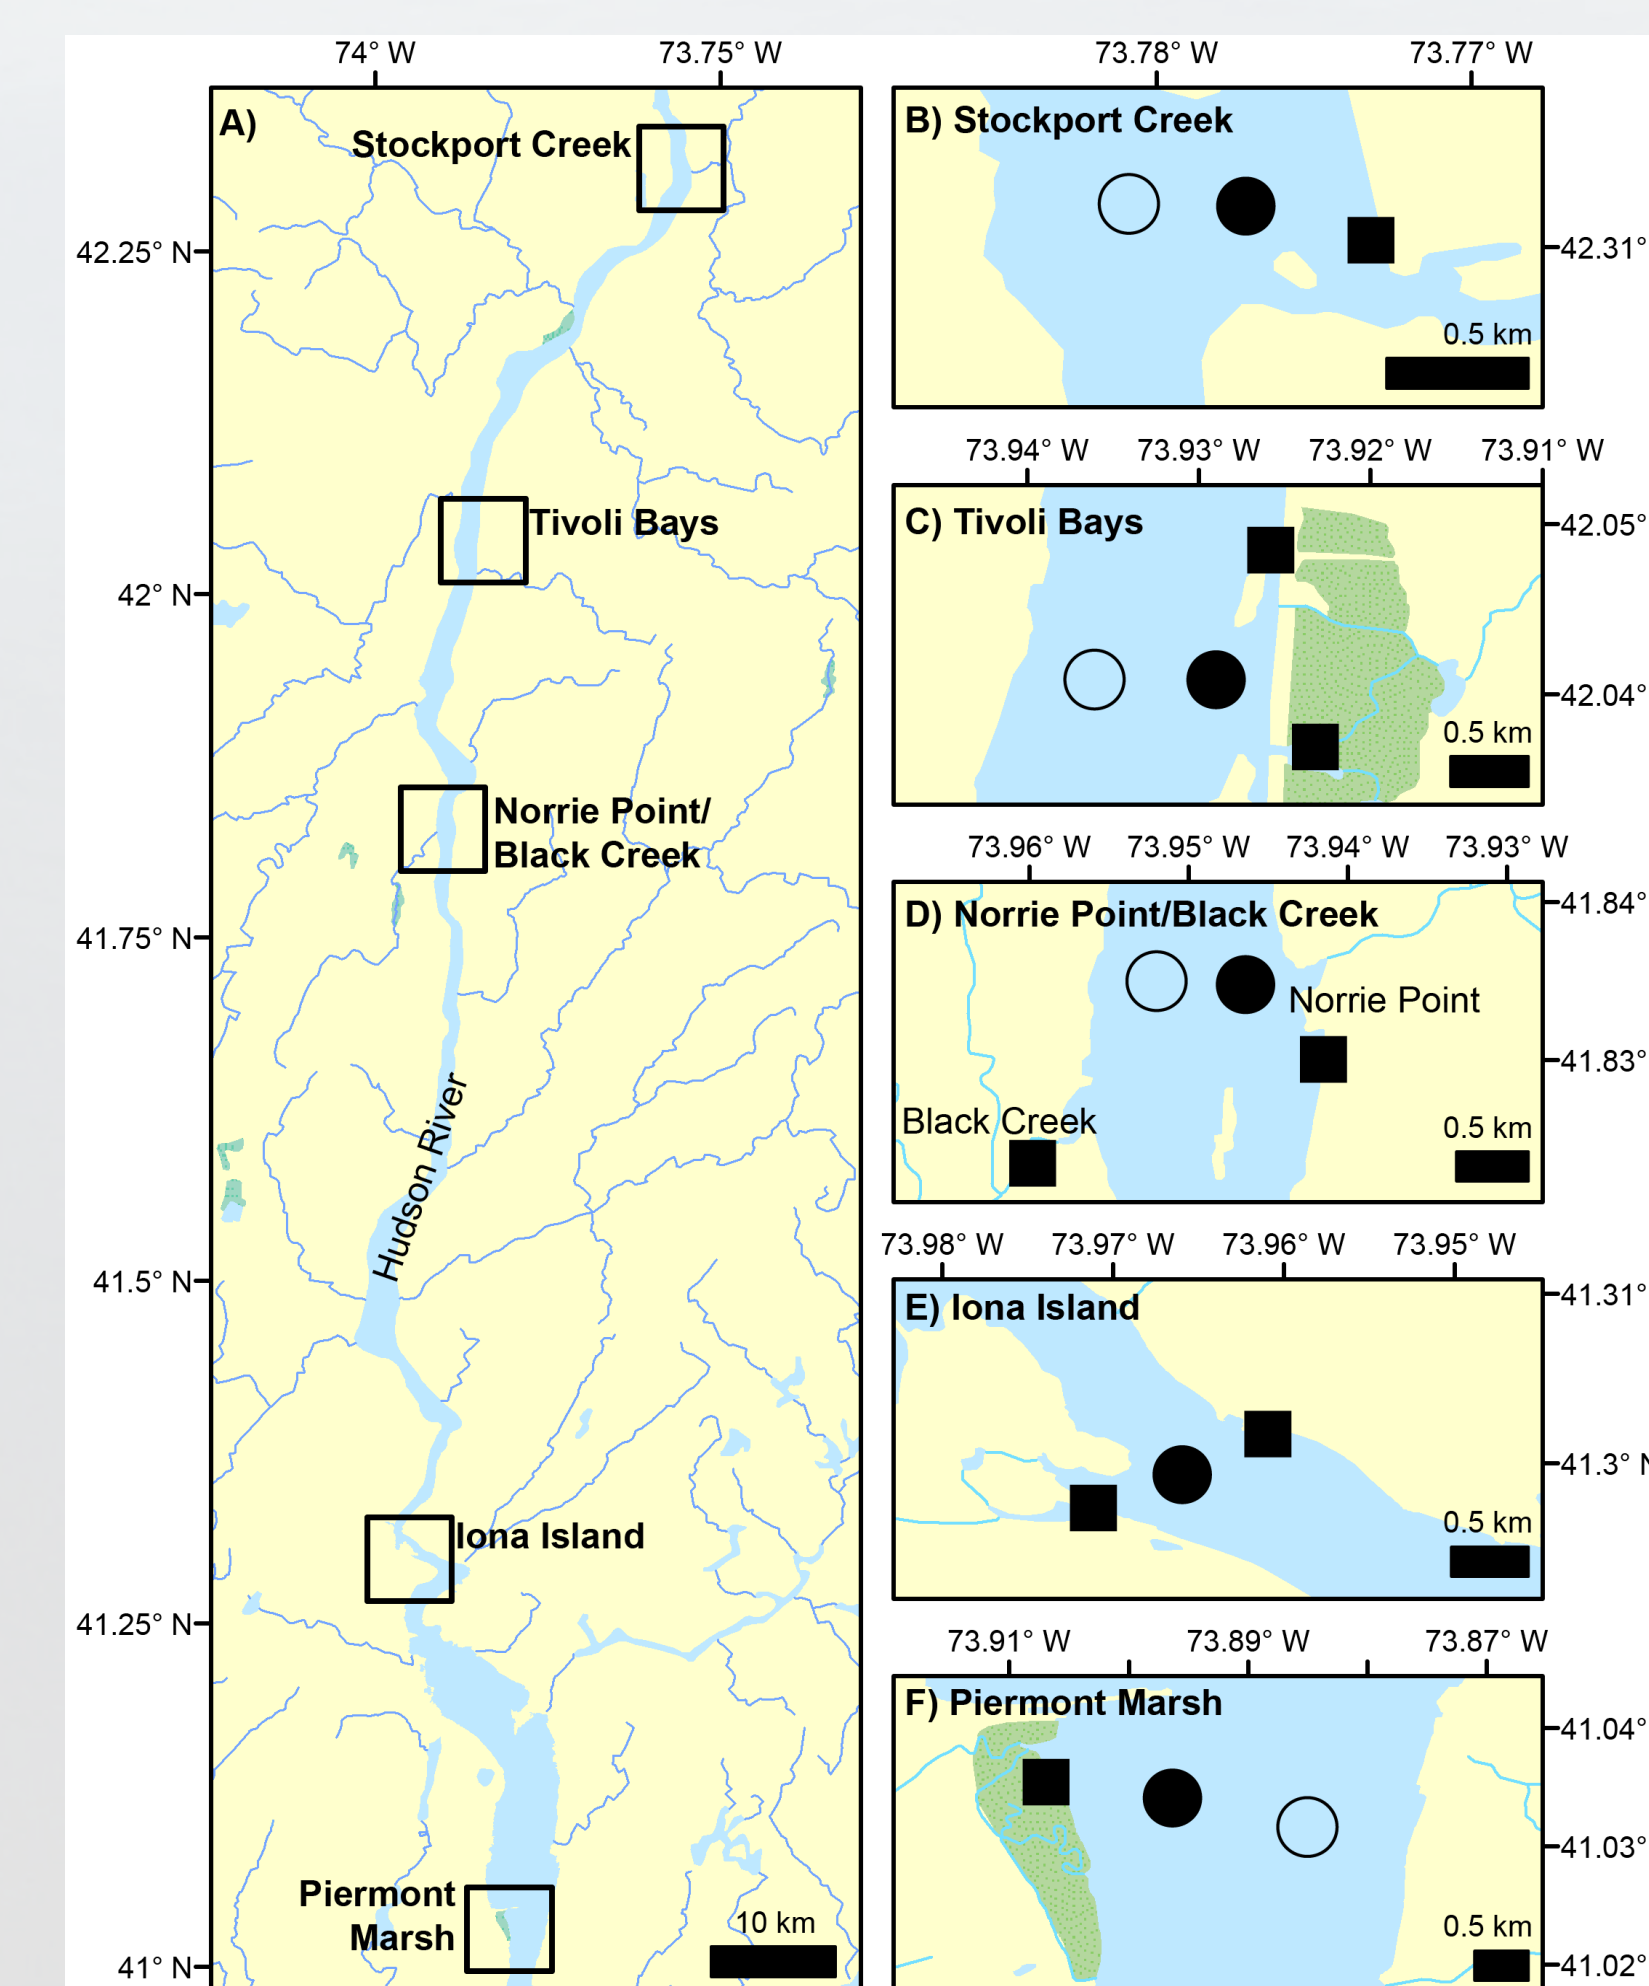 74° W
73.75° W
A)
Stockport Creek
42.25° N
Tivoli Bays
42° N
Norrie Point/
Black Creek
41.75° N
Hudson River
41.5° N
Iona Island
41.25° N
Piermont
Marsh
10 km
41° N
73.78° W
73.77° W
B) Stockport Creek
42.31°
0.5 km
73.94° W
73.93° W
73.92° W
73.91° W
C) Tivoli Bays
42.05°
42.04°
0.5 km
73.96° W
73.95° W
73.94° W
73.93° W
D) Norrie Point/Black Creek
41.84°
Norrie Point
41.83°
Black Creek
0.5 km
73.98° W
73.97° W
73.96° W
73.95° W
E) Iona Island
41.31°
41.3° N
0.5 km
73.91° W
73.89° W
73.87° W
F) Piermont Marsh
41.04°
41.03°
0.5 km
41.02°